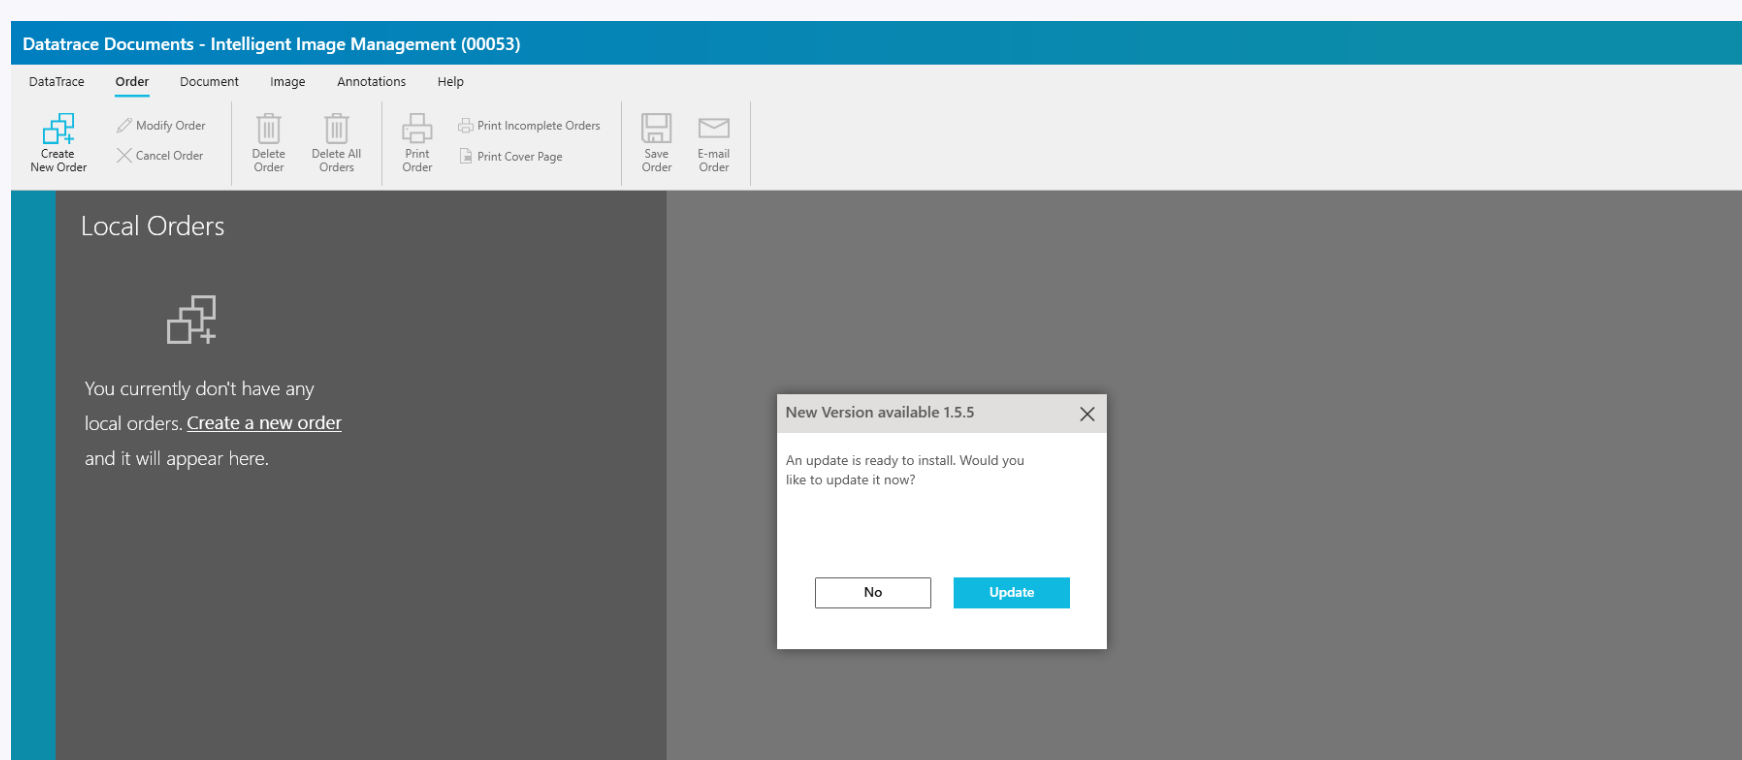 Datatrace Documents - Intelligent Image Management (00053)
DataTrace Order Document Image Annotations Help
Create
New Order
Modify Order
Cancel Order
Delete
Order
Delete All
Orders
Print
Order
Print Incomplete Orders
Print Cover Page
Save
Order
E-mail
Order
Local Orders
You currently don't have any
local orders. Create a new order
and it will appear here.
New Version available 1.5.5
An update is ready to install. Would you
like to update it now?
No
Update